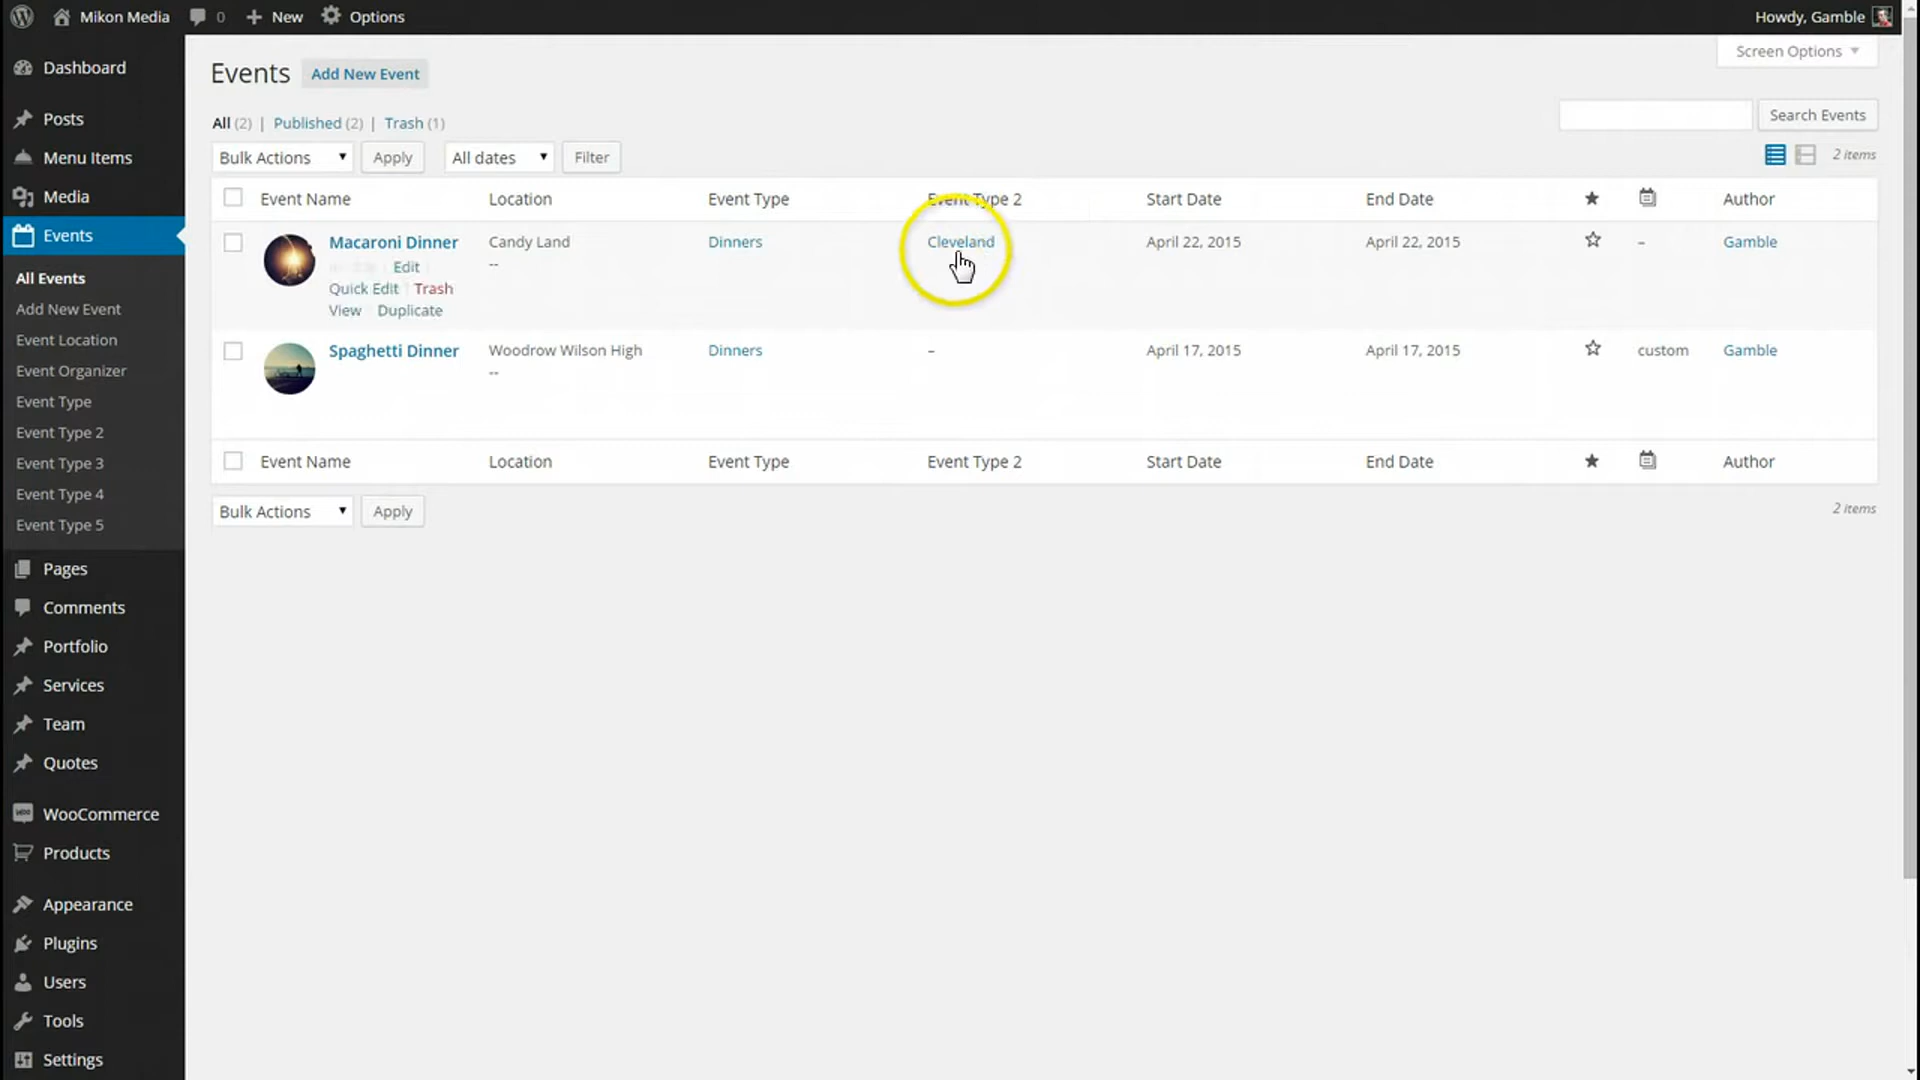 Mikon Media 0 New Options Howdy, Gamble
Screen Options
Dashboard
Posts
Menu Items
Media
Events
All Events
Add New Event
Event Location
Event Organizer
Event Type
Event Type 2
Event Type 3
Event Type 4
Event Type 5
Pages
Comments
Portfolio
Services
Team
Quotes
WooCommerce
Products
Appearance
Plugins
Users
Tools
Settings
Events Add New Event
All (2) | Published (2) | Trash (1)
Search Events
Bulk Actions Apply All dates Filter 2 items
Event Name Location Event Type Event Type 2 Start Date End Date Author
Macaroni Dinner Candy Land Dinners Cleveland April 22, 2015 April 22, 2015 – Gamble
Edit --
Quick Edit Trash
View Duplicate
Spaghetti Dinner Woodrow Wilson High Dinners – April 17, 2015 April 17, 2015 custom Gamble
--
Event Name Location Event Type Event Type 2 Start Date End Date Author
Bulk Actions Apply 2 items